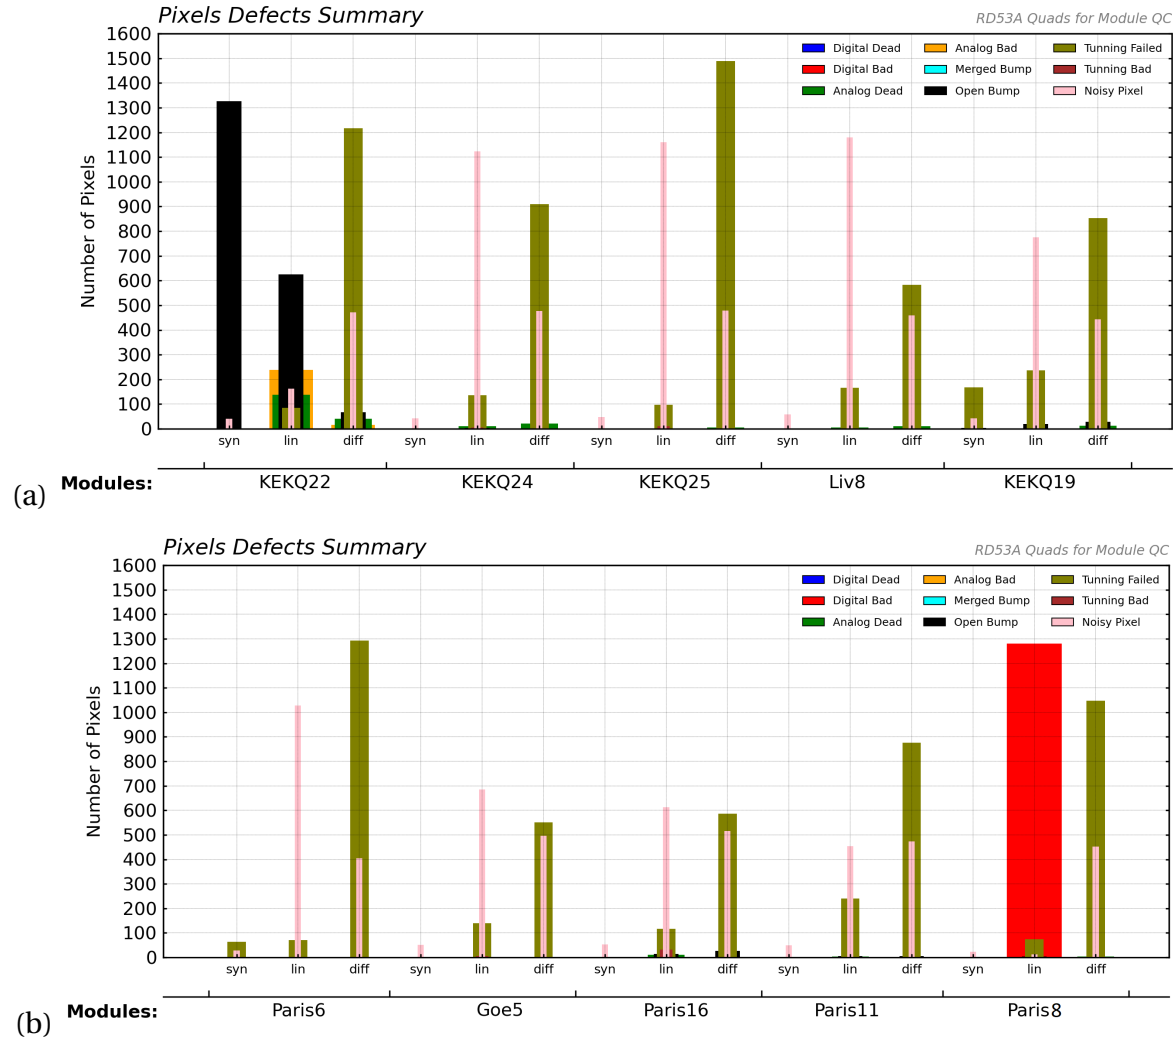 Pixels Defects Summary
RD53A Quads for Module QC
Digital Dead Analog Bad Tunning Failed
Digital Bad Merged Bump Tunning Bad
Analog Dead Open Bump Noisy Pixel
Number of Pixels
1600
1500
1400
1300
1200
1100
1000
900
800
700
600
500
400
300
200
100
0
syn lin diff syn lin diff syn lin diff syn lin diff syn lin diff
(a) Modules: KEKQ22 KEKQ24 KEKQ25 Liv8 KEKQ19
Pixels Defects Summary
RD53A Quads for Module QC
Digital Dead Analog Bad Tunning Failed
Digital Bad Merged Bump Tunning Bad
Analog Dead Open Bump Noisy Pixel
Number of Pixels
1600
1500
1400
1300
1200
1100
1000
900
800
700
600
500
400
300
200
100
0
syn lin diff syn lin diff syn lin diff syn lin diff syn lin diff
(b) Modules: Paris6 Goe5 Paris16 Paris11 Paris8